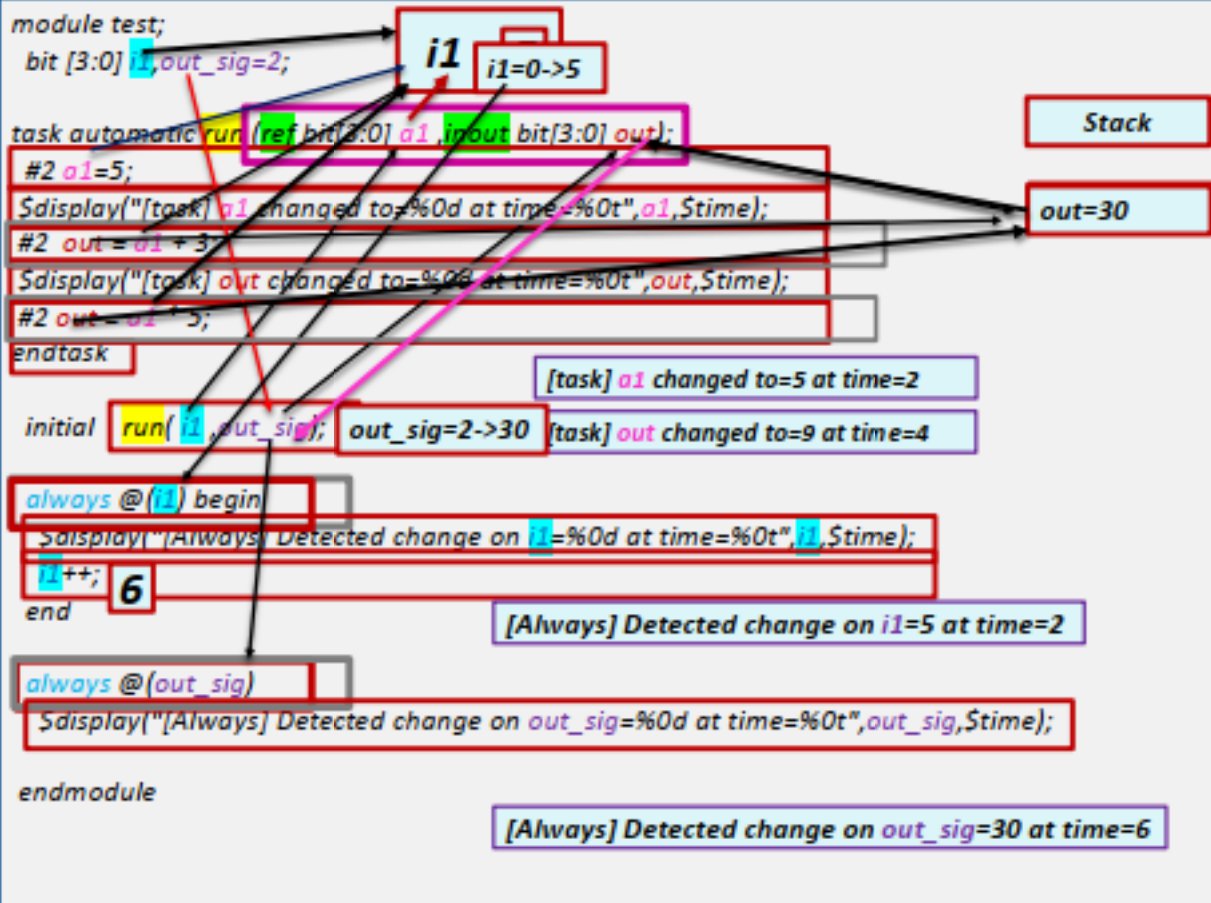 module test;
bit [3:0] i1,out_sig=2;
i1
i1=0->5
task automatic run (ref bit[3:0] a1 ,inout bit[3:0] out);
Stack
#2 a1=5;
$display("[task] a1 changed to=%0d at time=%0t",a1,$time);
out=30
#2 out = a1 + 3
$display("[task] out changed to=%0d at time=%0t",out,$time);
#2 out = a1 * 5;
endtask
[task] a1 changed to=5 at time=2
initial run( i1 ,out_sig);
out_sig=2->30
[task] out changed to=9 at time=4
always @(i1) begin
$display("[Always] Detected change on i1=%0d at time=%0t",i1,$time);
i1++;
6
end
[Always] Detected change on i1=5 at time=2
always @(out_sig)
$display("[Always] Detected change on out_sig=%0d at time=%0t",out_sig,$time);
endmodule
[Always] Detected change on out_sig=30 at time=6